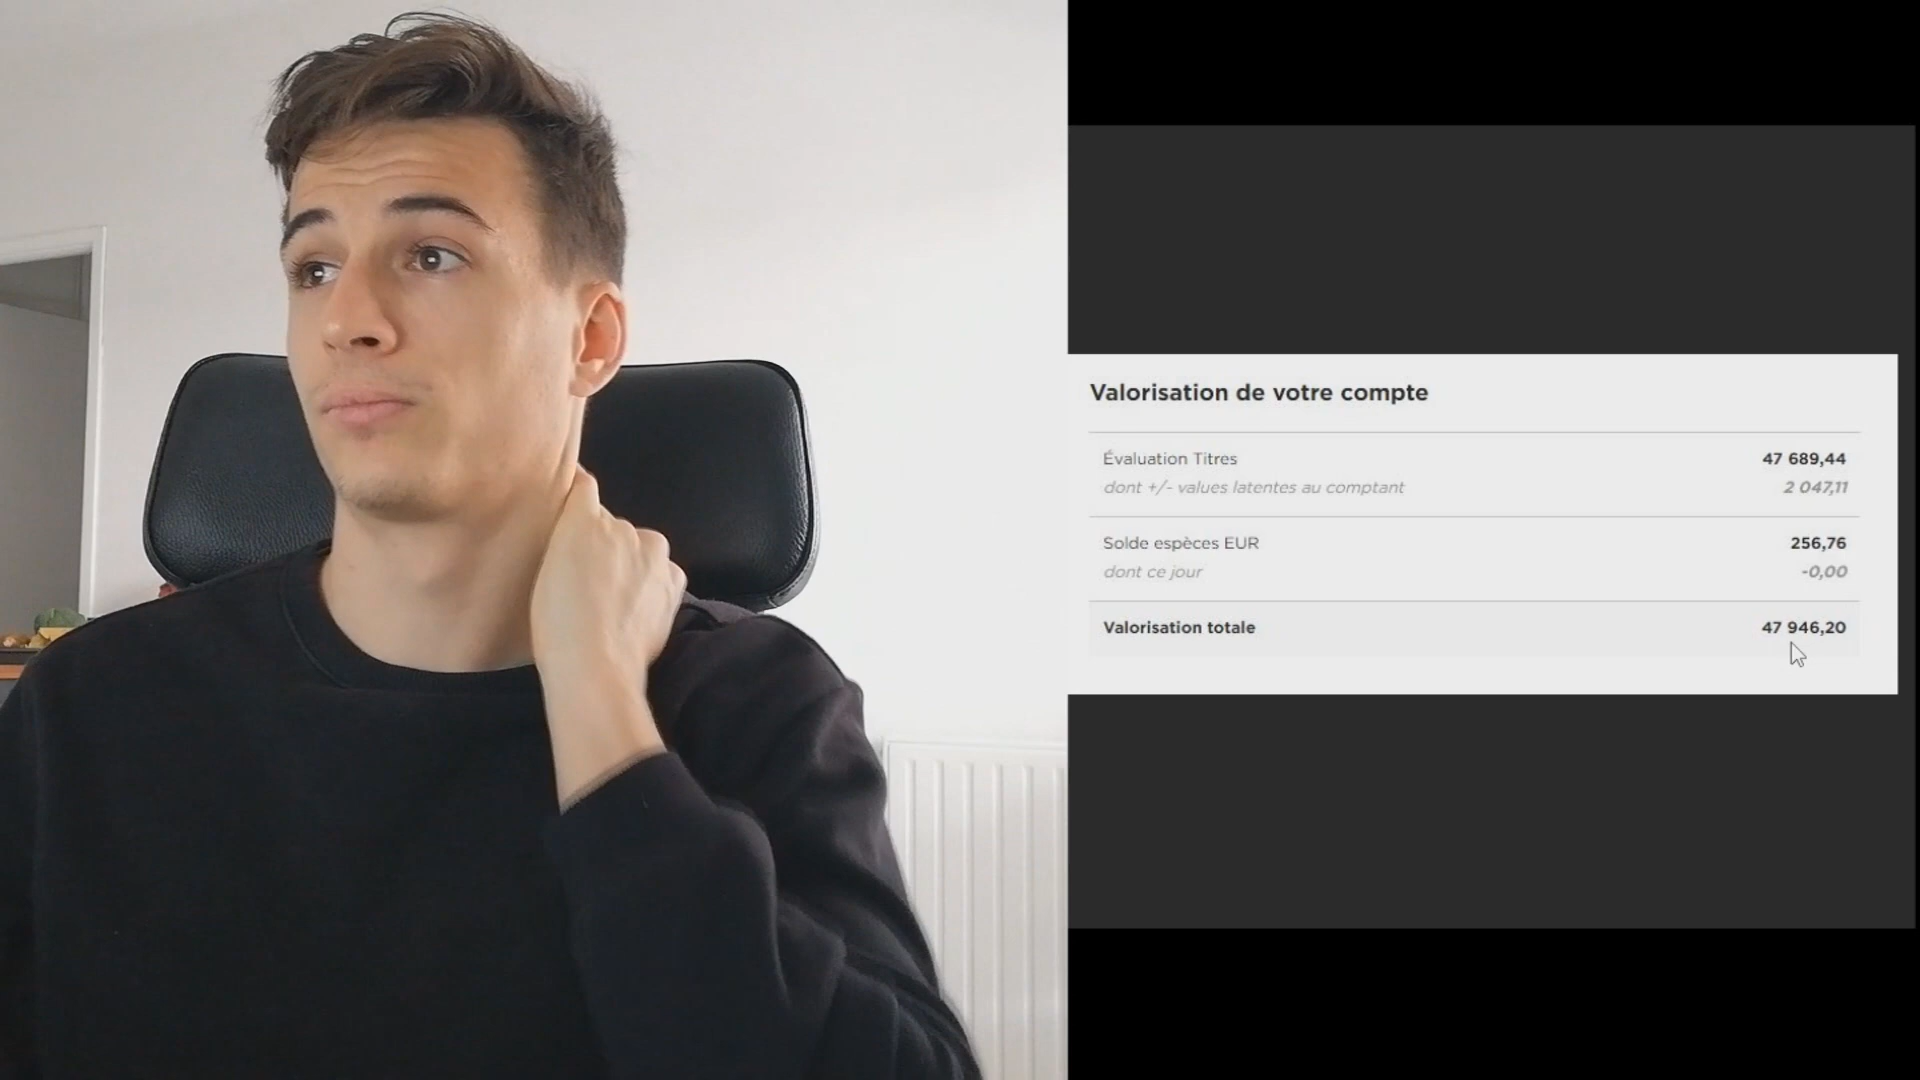 Valorisation de votre compte
Évaluation Titres 47 689,44
dont +/- values latentes au comptant 2 047,11
Solde espèces EUR 256,76
dont ce jour -0,00
Valorisation totale 47 946,20